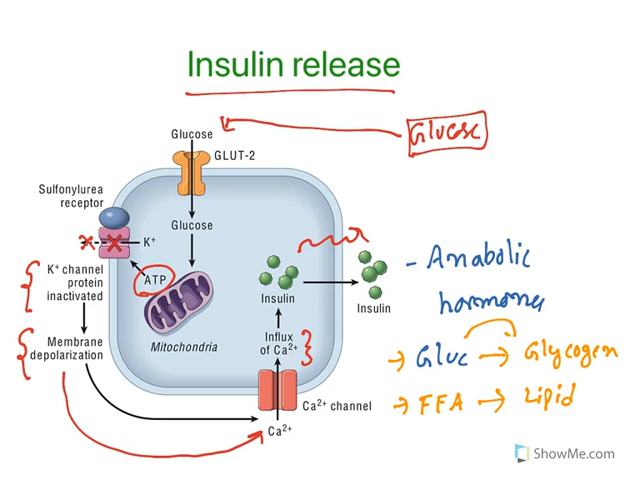 Insulin release
Glucose
Glucose
GLUT-2
Sulfonylurea
receptor
K+
Glucose
K+ channel
protein
inactivated
ATP
Membrane
depolarization
Mitochondria
Insulin
Insulin
Influx
of Ca2+
Ca2+ channel
Ca2+
- Anabolic
hormones
→ Gluc → Glycogen
→ FFA → Lipid
ShowMe.com